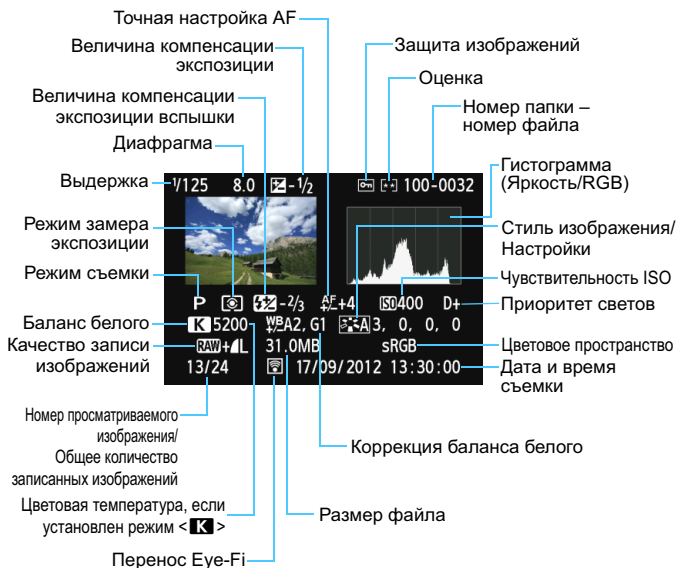 Точная настройка AF
Величина компенсации
экспозиции
Величина компенсации
экспозиции вспышки
Диафрагма
Выдержка
Режим замера
экспозиции
Режим съемки
Баланс белого
Качество записи
изображений
Номер просматриваемого
изображения/
Общее количество
записанных изображений
Цветовая температура, если
установлен режим < K >
Перенос Eye-Fi
Защита изображений
Оценка
Номер папки –
номер файла
Гистограмма
(Яркость/RGB)
Стиль изображения/
Настройки
Чувствительность ISO
Приоритет светов
Цветовое пространство
Дата и время
съемки
Коррекция баланса белого
Размер файла
1/125 8.0 -1/2 100-0032
P -2/3 AF+4 ISO400 D+
K 5200 WB A2, G1 A 3, 0, 0, 0
RAW+L 31.0MB sRGB
13/24 17/09/2012 13:30:00